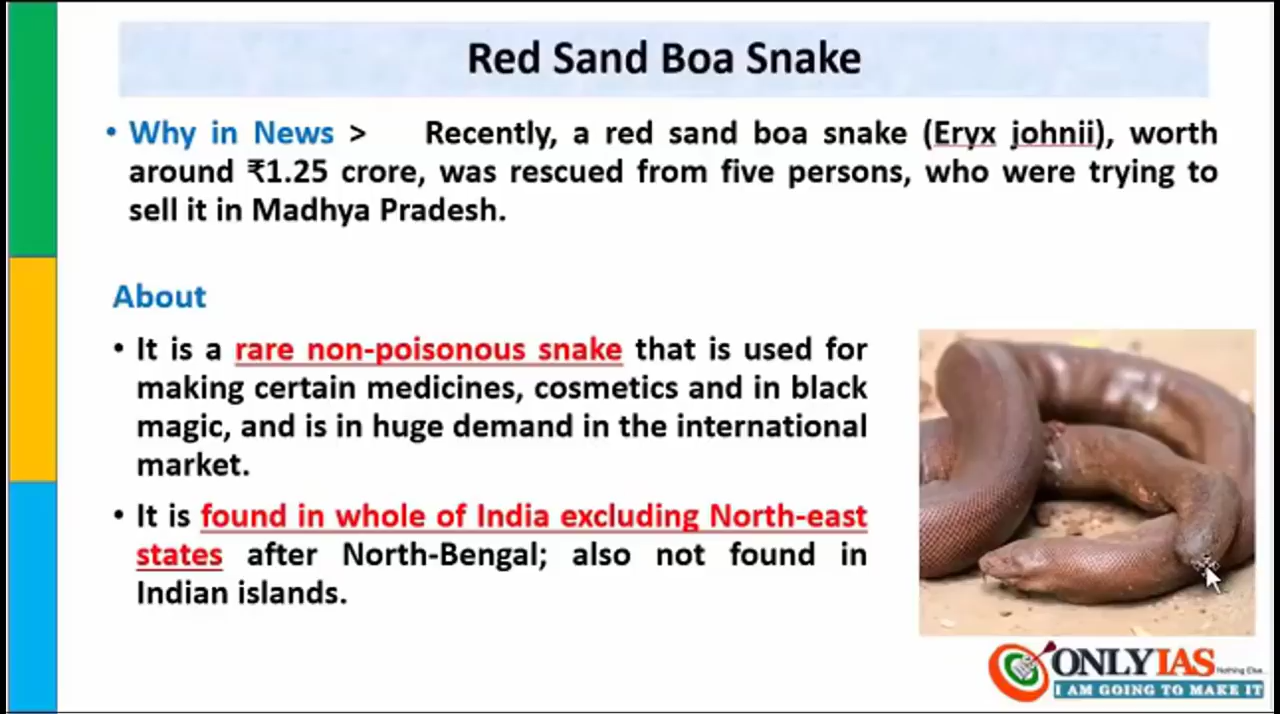 Red Sand Boa Snake
• Why in News > Recently, a red sand boa snake (Eryx johnii), worth
around ₹1.25 crore, was rescued from five persons, who were trying to
sell it in Madhya Pradesh.
About
• It is a rare non-poisonous snake that is used for
making certain medicines, cosmetics and in black
magic, and is in huge demand in the international
market.
• It is found in whole of India excluding North-east
states after North-Bengal; also not found in
Indian islands.
ONLYIAS Nothing Else..
I AM GOING TO MAKE IT